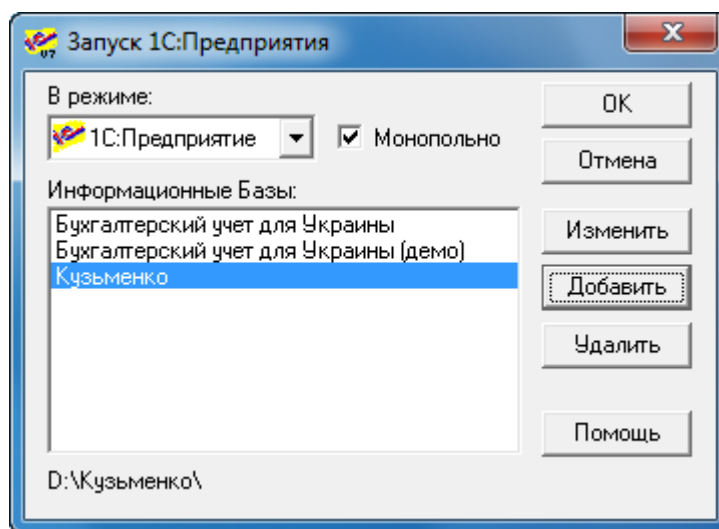 Запуск 1С:Предприятия
В режиме:
1С:Предприятие
Монопольно
Информационные Базы:
Бухгалтерский учет для Украины
Бухгалтерский учет для Украины (демо)
Кузьменко
D:\Кузьменко\
OK
Отмена
Изменить
Добавить
Удалить
Помощь